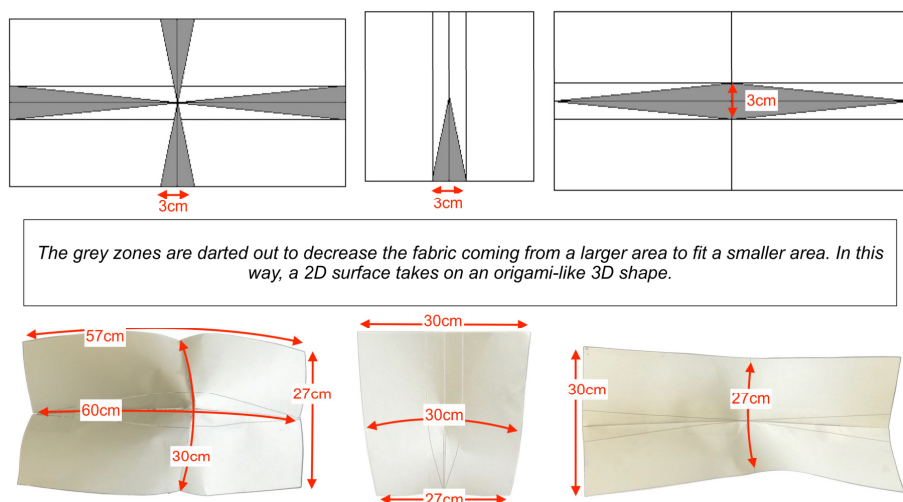 3cm
3cm
3cm
The grey zones are darted out to decrease the fabric coming from a larger area to fit a smaller area. In this
way, a 2D surface takes on an origami-like 3D shape.
57cm
60cm
27cm
30cm
30cm
30cm
27cm
30cm
27cm